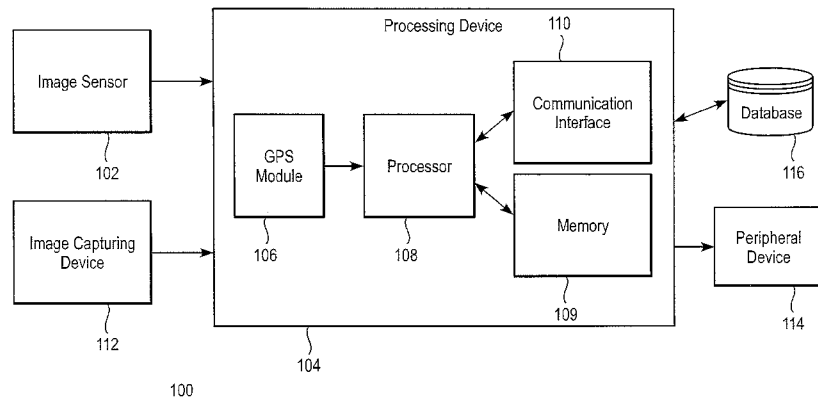 Processing Device
110
Image Sensor
102
Communication
Interface
Database
116
GPS
Module
106
Processor
108
Image Capturing
Device
112
Memory
109
Peripheral
Device
114
104
100